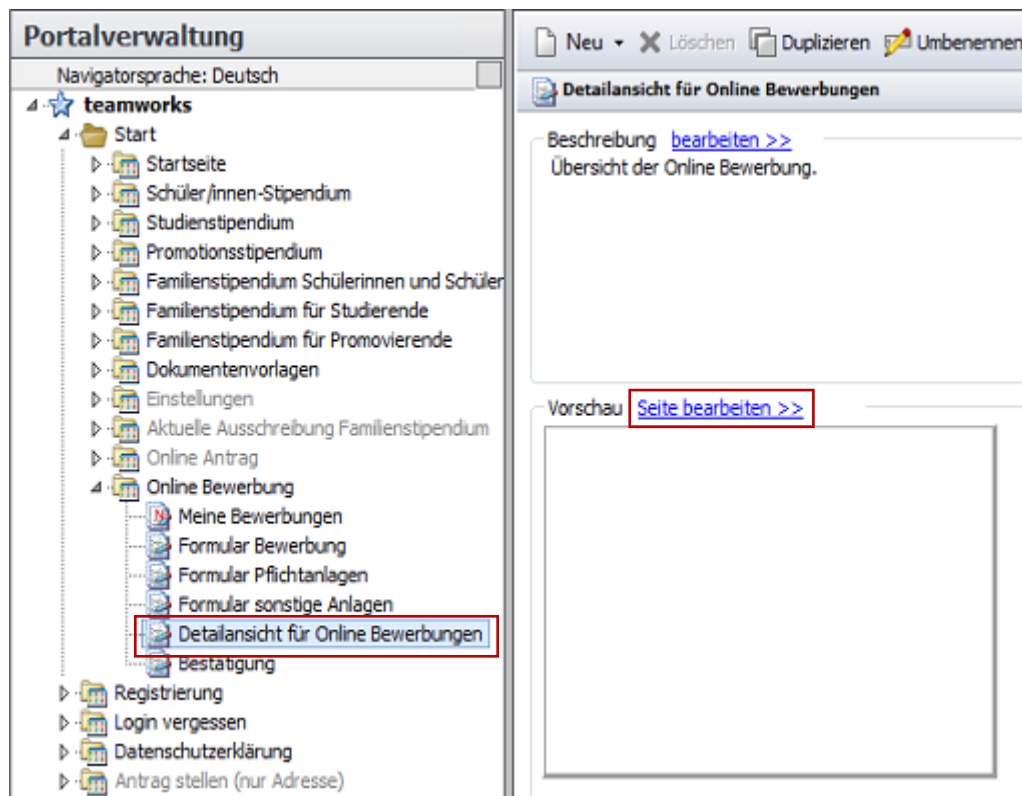 Portalverwaltung
Navigatorsprache: Deutsch
teamworks
Start
Startseite
Schüler/innen-Stipendium
Studienstipendium
Promotionsstipendium
Familienstipendium Schülerinnen und Schüler
Familienstipendium für Studierende
Familienstipendium für Promovierende
Dokumentenvorlagen
Einstellungen
Aktuelle Ausschreibung Familienstipendium
Online Antrag
Online Bewerbung
Meine Bewerbungen
Formular Bewerbung
Formular Pflichtanlagen
Formular sonstige Anlagen
Detailansicht für Online Bewerbungen
Bestätigung
Registrierung
Login vergessen
Datenschutzerklärung
Antrag stellen (nur Adresse)
Neu Löschen Duplizieren Umbenennen
Detailansicht für Online Bewerbungen
Beschreibung bearbeiten >>
Übersicht der Online Bewerbung.
Vorschau Seite bearbeiten >>